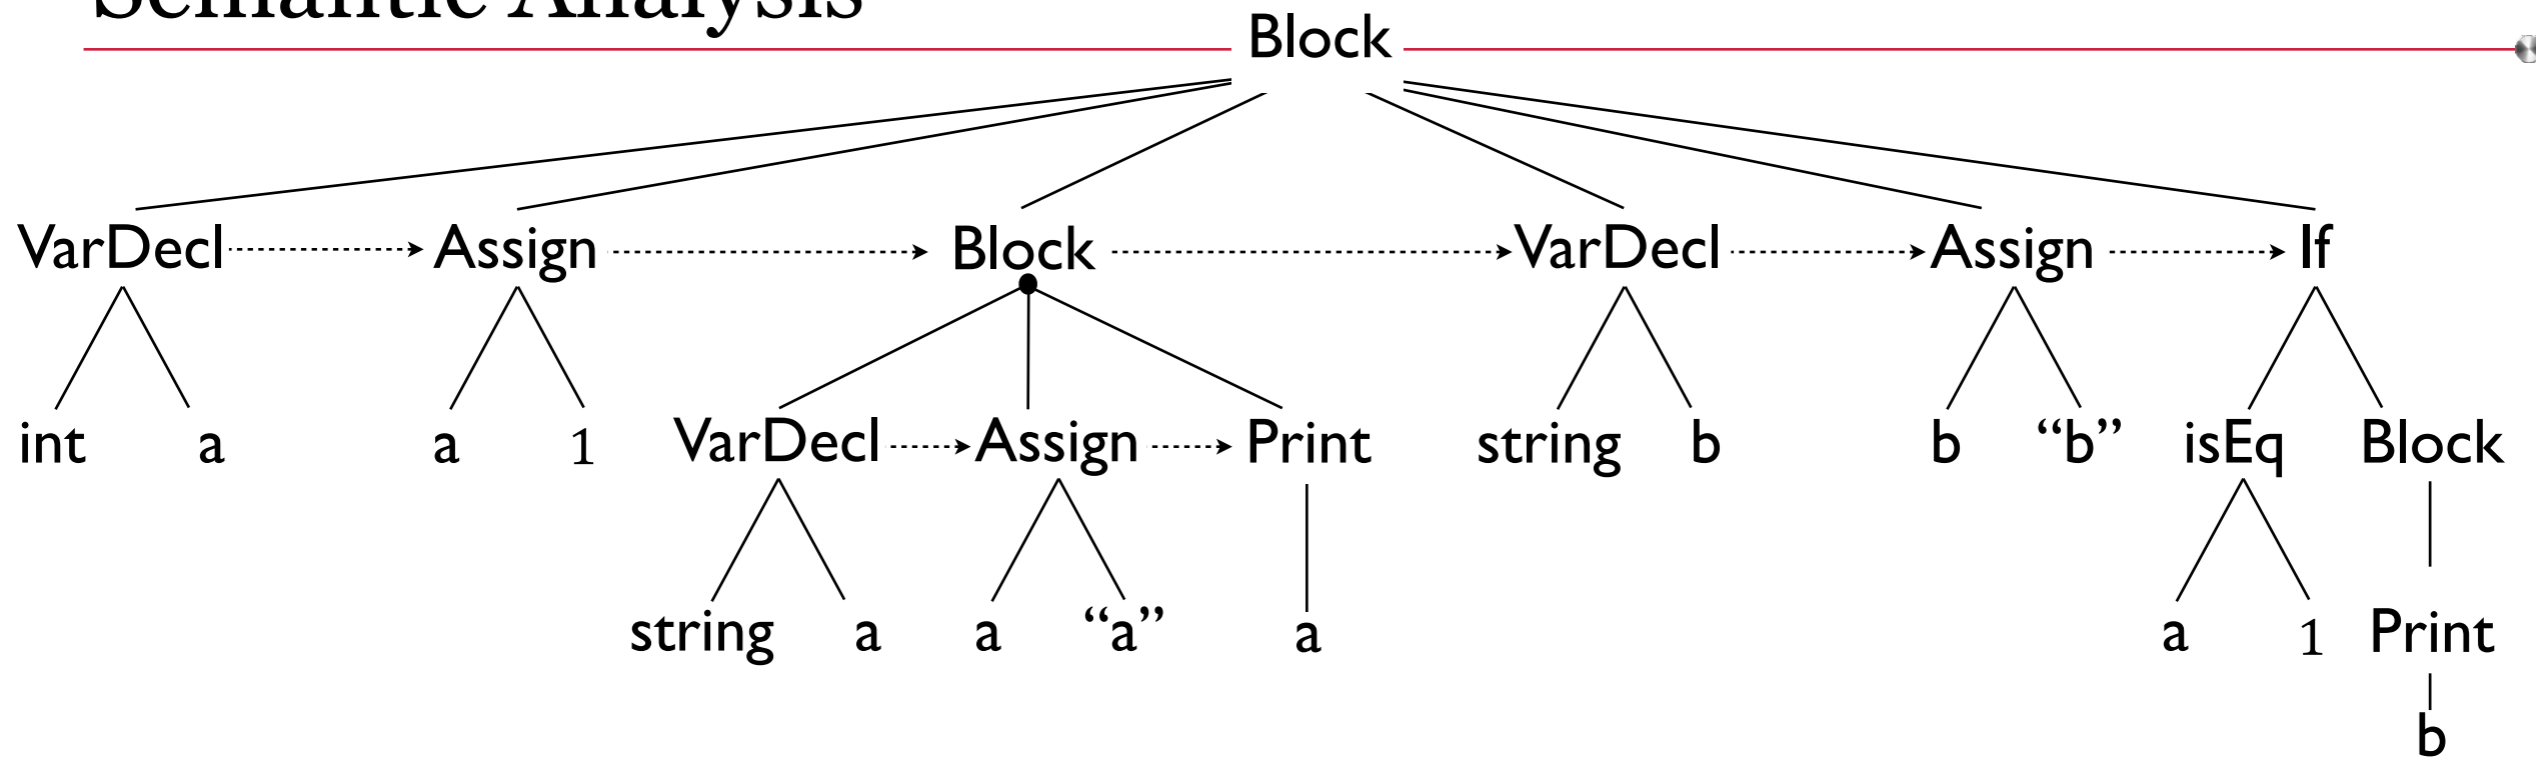 Semantic Analysis
Block
VarDecl Assign Block VarDecl Assign If
int a a 1 VarDecl Assign Print string b b “b” isEq Block
string a a “a” a a 1 Print
b